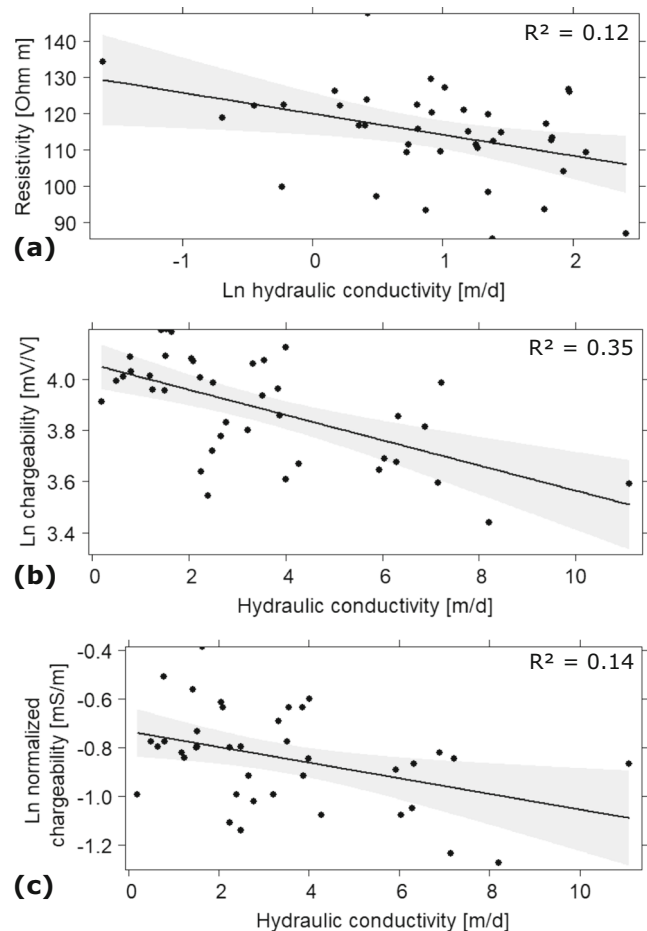 R² = 0.12
140
130
120
110
100
90
Resistivity [Ohm m]
-1
0
1
2
(a)
Ln hydraulic conductivity [m/d]
R² = 0.35
4.0
3.8
3.6
3.4
Ln chargeability [mV/V]
0
2
4
6
8
10
(b)
Hydraulic conductivity [m/d]
R² = 0.14
-0.4
-0.6
-0.8
-1.0
-1.2
Ln normalized
chargeability [mS/m]
0
2
4
6
8
10
(c)
Hydraulic conductivity [m/d]